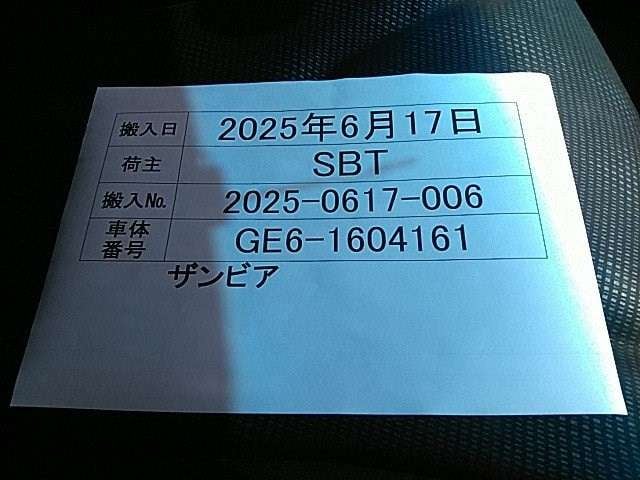 搬入日 2025年6月17日
荷主 SBT
搬入No. 2025-0617-006
車体
番号 GE6-1604161
ザンビア